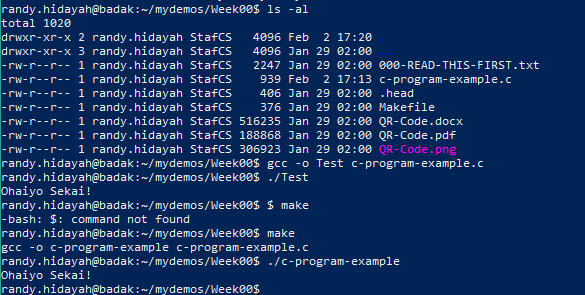 randy.hidayah@badak:~/mydemos/Week00$ ls -al
total 1020
drwxr-xr-x 2 randy.hidayah StafCS   4096 Feb  2 17:20
drwxr-xr-x 3 randy.hidayah StafCS   4096 Jan 29 02:00
-rw-r--r-- 1 randy.hidayah StafCS   2247 Jan 29 02:00 000-READ-THIS-FIRST.txt
-rw-r--r-- 1 randy.hidayah StafCS    939 Feb  2 17:13 c-program-example.c
-rw-r--r-- 1 randy.hidayah StafCS    406 Jan 29 02:00 .head
-rw-r--r-- 1 randy.hidayah StafCS    376 Jan 29 02:00 Makefile
-rw-r--r-- 1 randy.hidayah StafCS 516235 Jan 29 02:00 QR-Code.docx
-rw-r--r-- 1 randy.hidayah StafCS 188868 Jan 29 02:00 QR-Code.pdf
-rw-r--r-- 1 randy.hidayah StafCS 306923 Jan 29 02:00 QR-Code.png
randy.hidayah@badak:~/mydemos/Week00$ gcc -o Test c-program-example.c
randy.hidayah@badak:~/mydemos/Week00$ ./Test
Ohaiyo Sekai!
randy.hidayah@badak:~/mydemos/Week00$ $ make
-bash: $: command not found
randy.hidayah@badak:~/mydemos/Week00$ make
gcc -o c-program-example c-program-example.c
randy.hidayah@badak:~/mydemos/Week00$ ./c-program-example
Ohaiyo Sekai!
randy.hidayah@badak:~/mydemos/Week00$